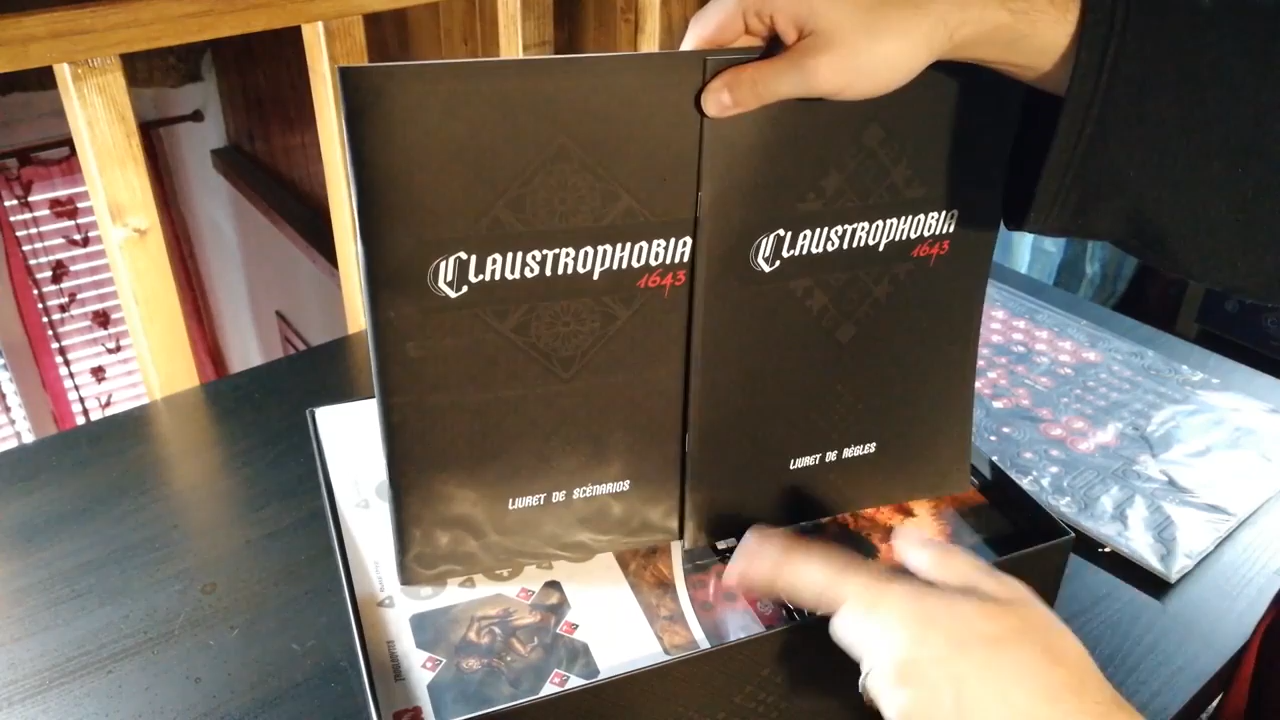 CLAUSTROPHOBIA
1643
LIVRET DE SCÉNARIOS
CLAUSTROPHOBIA
1643
LIVRET DE RÈGLES